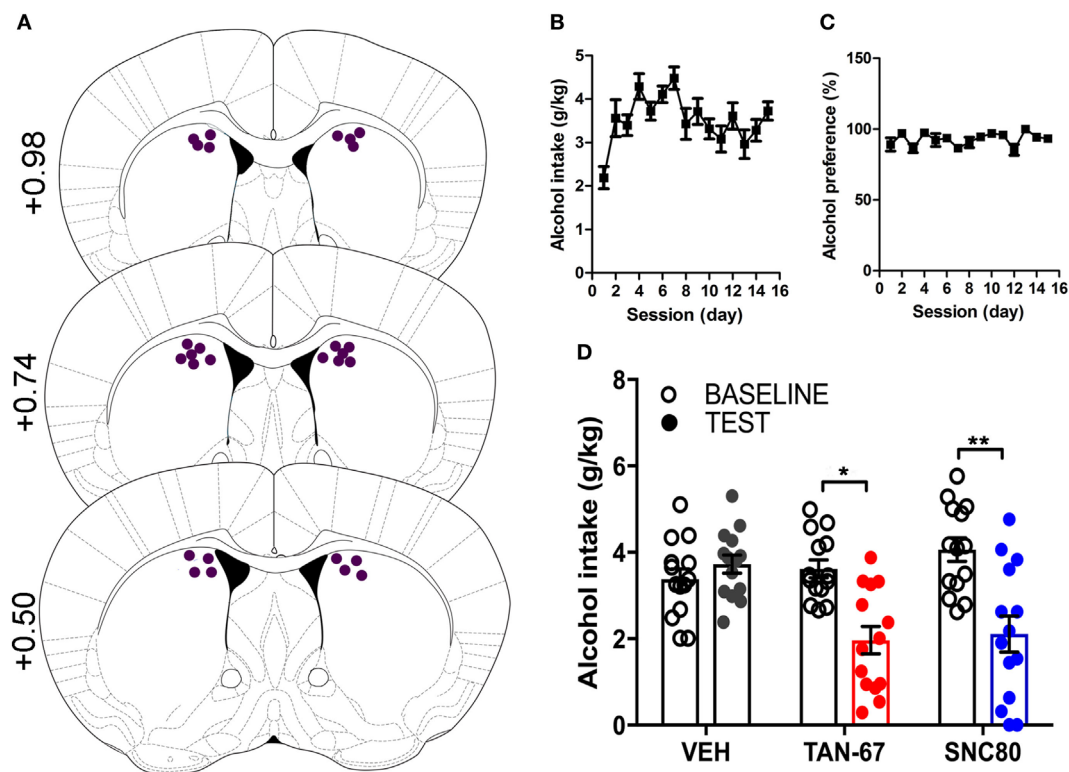 A
+0.98
+0.74
+0.50
B
Alcohol intake (g/kg)
5
4
3
2
1
0
0 2 4 6 8 10 12 14 16
Session (day)
C
Alcohol preference (%)
150
100
50
0
0 2 4 6 8 10 12 14 16
Session (day)
D
Alcohol intake (g/kg)
8
6
4
2
0
BASELINE
TEST
*
**
VEH TAN-67 SNC80